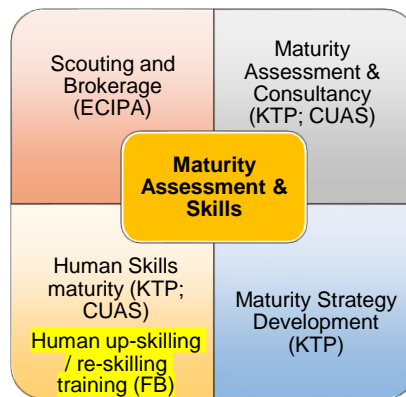 Scouting and
Brokerage
(ECIPA)
Maturity
Assessment &
Consultancy
(KTP; CUAS)
Maturity
Assessment &
Skills
Human Skills
maturity (KTP;
CUAS)
Human up-skilling
/ re-skilling
training (FB)
Maturity Strategy
Development
(KTP)